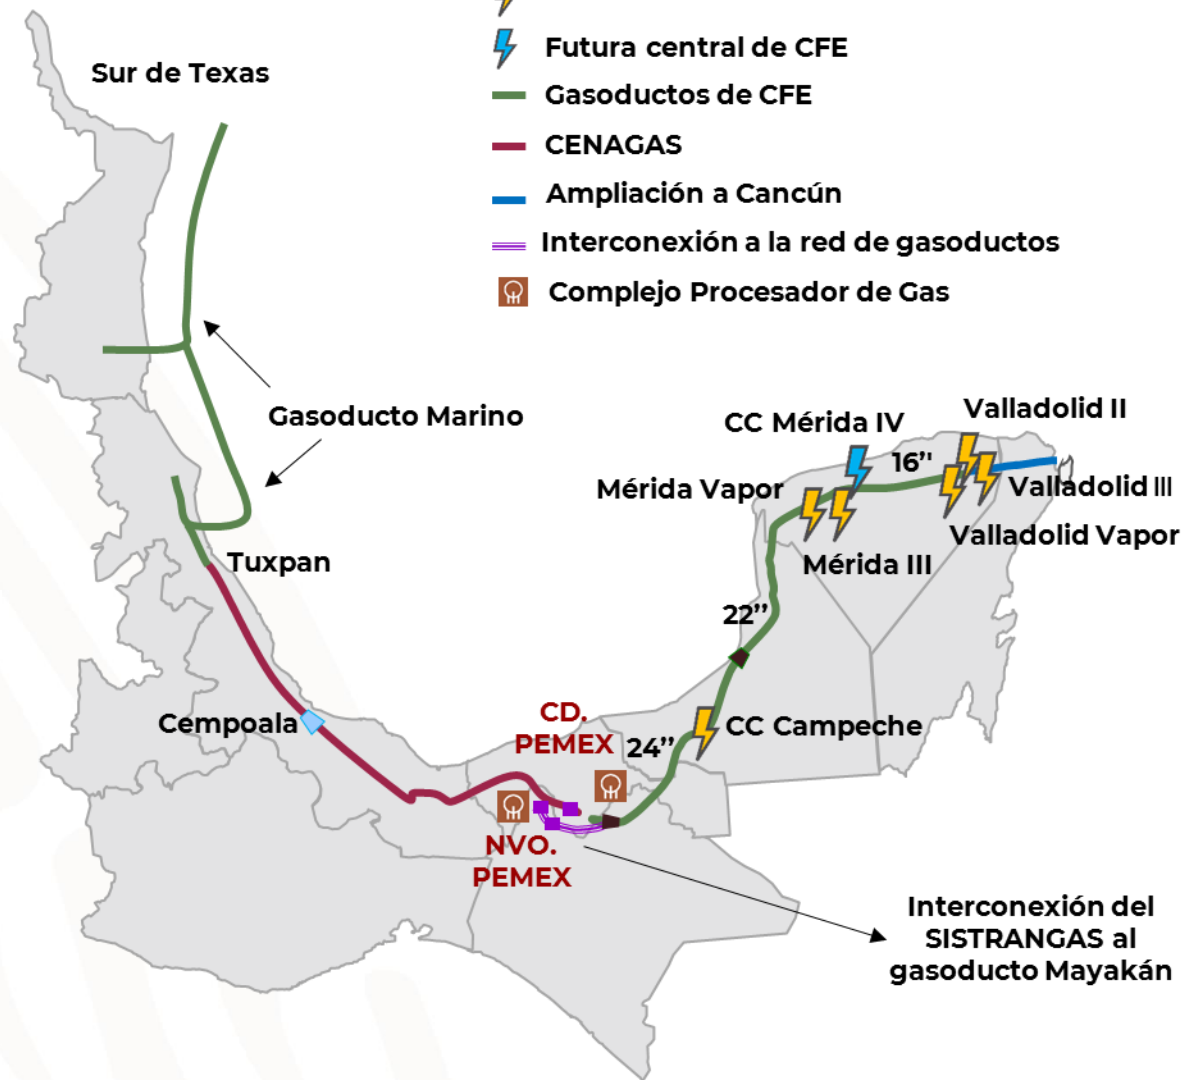 Futura central de CFE
Sur de Texas
Gasoductos de CFE
CENAGAS
Ampliación a Cancún
Interconexión a la red de gasoductos
Complejo Procesador de Gas
Gasoducto Marino
Valladolid II
CC Mérida IV
16’’
Mérida Vapor
Valladolid III
Valladolid Vapor
Tuxpan
Mérida III
22’’
Cempoala
CD.
PEMEX
24’’
CC Campeche
NVO.
PEMEX
Interconexión del
SISTRANGAS al
gasoducto Mayakán